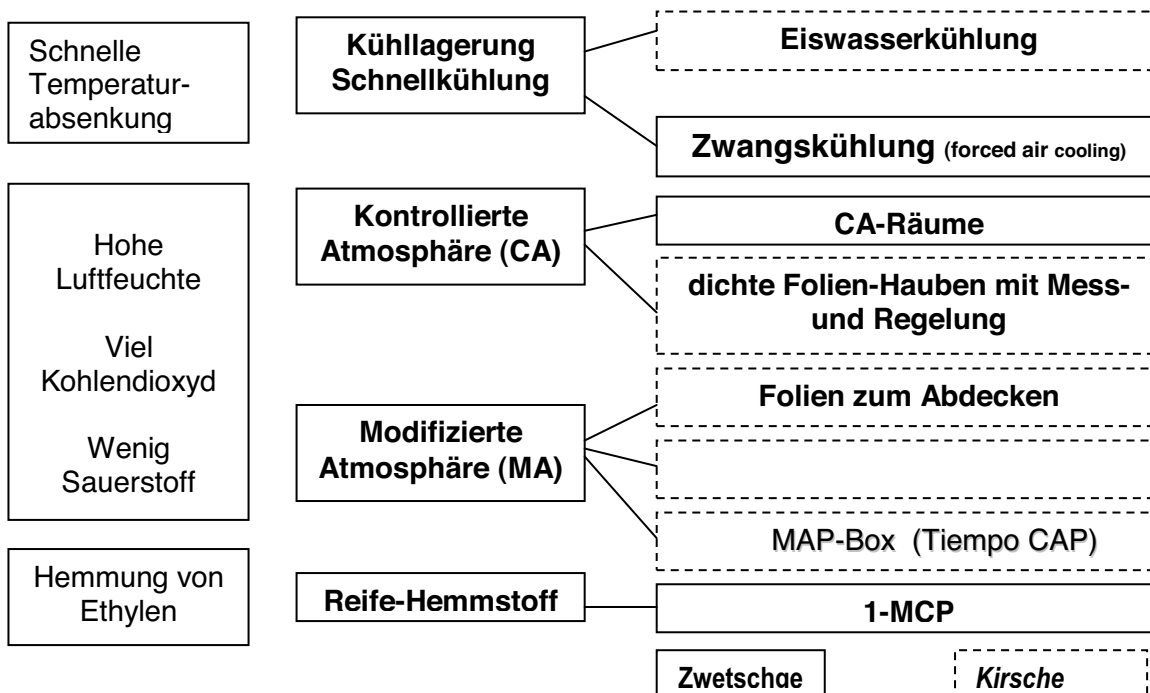 Schnelle
Temperatur-
absenkung
Hohe
Luftfeuchte
Viel
Kohlendioxyd
Wenig
Sauerstoff
Hemmung von
Ethylen
Kühllagerung
Schnellkühlung
Kontrollierte
Atmosphäre (CA)
Modifizierte
Atmosphäre (MA)
Reife-Hemmstoff
Eiswasserkühlung
Zwangskühlung (forced air cooling)
CA-Räume
dichte Folien-Hauben mit Mess-
und Regelung
Folien zum Abdecken
MAP-Box (Tiempo CAP)
1-MCP
Zwetschge
Kirsche